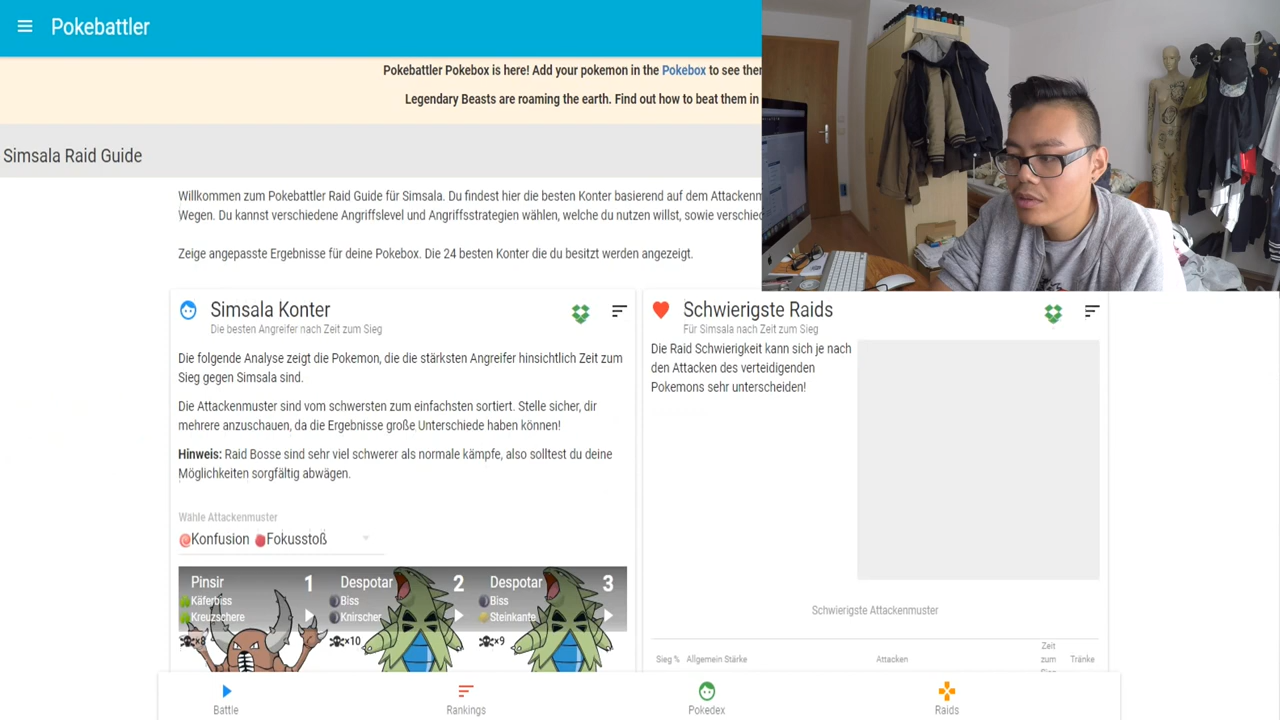 Pokebattler
Pokebattler Pokebox is here! Add your pokemon in the Pokebox to see
Legendary Beasts are roaming the earth. Find out how to beat them in
Simsala Raid Guide
Willkommen zum Pokebattler Raid Guide für Simsala. Du findest hier die besten Konter basierend auf dem
Wegen. Du kannst verschiedene Angriffslevel und Angriffsstrategien wählen, welche du nutzen willst, sowie
Zeige angepasste Ergebnisse für deine Pokebox. Die 24 besten Konter die du besitzt werden angezeigt.
Simsala Konter
Die besten Angreifer nach Zeit zum Sieg
Die folgende Analyse zeigt die Pokemon, die die stärksten Angreifer hinsichtlich Zeit zum
Sieg gegen Simsala sind.
Die Attackenmuster sind vom schwersten zum einfachsten sortiert. Stelle sicher, dir
mehrere anzuschauen, da die Ergebnisse große Unterschiede haben können!
Hinweis: Raid Bosse sind sehr viel schwerer als normale kämpfe, also solltest du deine
Möglichkeiten sorgfältig abwägen.
Wähle Attackenmuster
Konfusion Fokusstoß
Pinsir 1
Käferbiss
Kreuzschere
×8
Despotar 2
Biss
Knirscher
×10
Despotar 3
Biss
Steinkante
×9
Schwierigste Raids
Für Simsala nach Zeit zum Sieg
Die Raid Schwierigkeit kann sich je nach
den Attacken des verteidigenden
Pokemons sehr unterscheiden!
Schwierigste Attackenmuster
Sieg % Allgemein Stärke Attacken Zeit zum Tränke
Battle Rankings Pokedex Raids